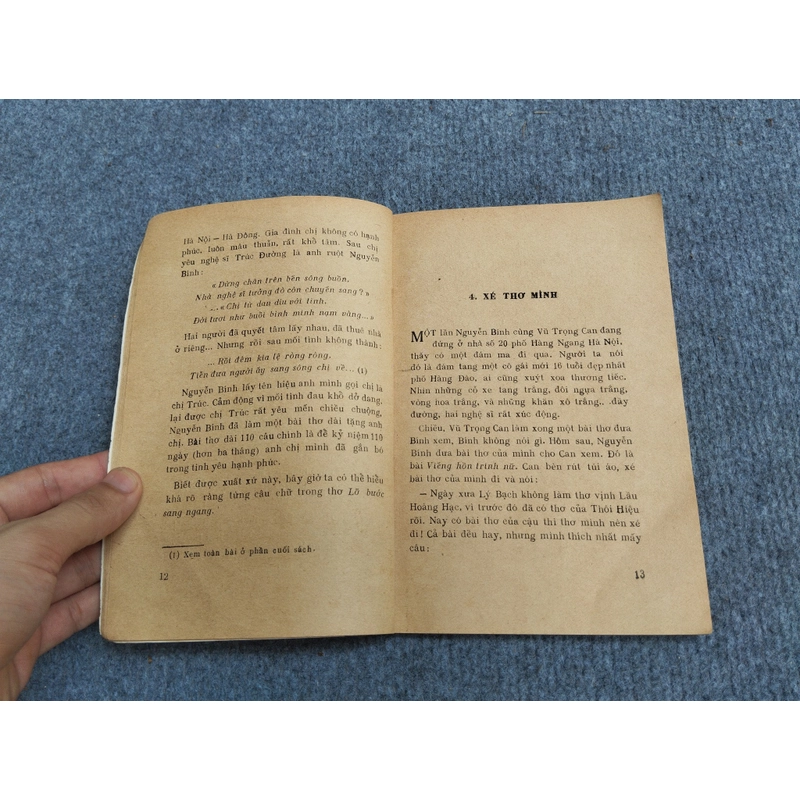 Hà Nội — Hà Đông. Gia đình chị không có hạnh
phúc, luôn mâu thuẫn, rất khổ tâm. Sau chị
yêu nghệ sĩ Trúc Đường là anh ruột Nguyễn
Bính:
« Dừng chân trên bến sông buồn,
Nhà nghệ sĩ tưởng đò còn chuyến sang ? »
...« Chị từ dan díu với tình,
Đời tươi như buổi bình minh nạm vàng...»
Hai người đã quyết tâm lấy nhau, đã thuê nhà
ở riêng... Nhưng rồi sau mối tình không thành:
...Rồi đêm kia lệ ròng ròng,
Tiễn đưa người ấy sang sông chị về... (1)
Nguyễn Bính lấy tên hiệu anh mình gọi chị là
chị Trúc. Cảm động vì mối tình đau khổ dở dang,
lại được chị Trúc rất yêu mến chiều chuộng,
Nguyễn Bính đã làm một bài thơ dài tặng anh
chị. Bài thơ dài 110 câu chính là để kỷ niệm 110
ngày (hơn ba tháng) anh chị mình đã gắn bó
trong tình yêu hạnh phúc.
Biết được xuất xứ này, bây giờ ta có thể hiểu
khá rõ ràng từng câu chữ trong thơ Lỡ bước
sang ngang.
(1) Xem toàn bài ở phần cuối sách.
12
4. XÉ THƠ MÌNH
MỘT lần Nguyễn Bính cùng Vũ Trọng Can đang
đứng ở nhà số 20 phố Hàng Ngang Hà Nội,
thấy có một đám ma đi qua. Người ta nói
đó là đám tang một cô gái mới 16 tuổi đẹp nhất
phố Hàng Đào, ai cũng xuýt xoa thương tiếc.
Nhìn những cỗ xe tang trắng, đôi ngựa trắng,
vòng hoa trắng, và những khăn xô trắng...đầy
đường, hai nghệ sĩ rất xúc động.
Chiều, Vũ Trọng Can làm xong một bài thơ đưa
Bính xem, Bính không nói gì. Hôm sau, Nguyễn
Bính đưa bài thơ của mình cho Can xem. Đó là
bài Viếng hồn trinh nữ. Can bèn rút túi áo, xé
bài thơ của mình đi và nói:
— Ngày xưa Lý Bạch không làm thơ vịnh Lầu
Hoàng Hạc, vì trước đó đã có thơ của Thôi Hiệu
rồi. Nay có bài thơ của cậu thì thơ mình nên xé
đi! Cả bài đều hay, nhưng mình thích nhất mấy
câu:
13